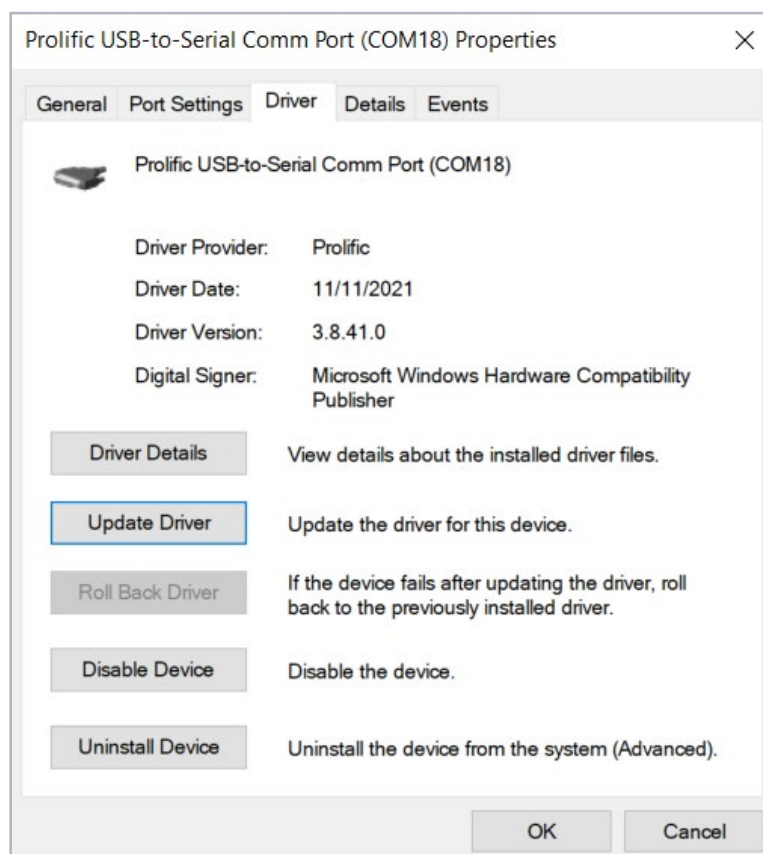 Prolific USB-to-Serial Comm Port (COM18) Properties
General Port Settings Driver Details Events
Prolific USB-to-Serial Comm Port (COM18)
Driver Provider: Prolific
Driver Date: 11/11/2021
Driver Version: 3.8.41.0
Digital Signer: Microsoft Windows Hardware Compatibility
Publisher
Driver Details View details about the installed driver files.
Update Driver Update the driver for this device.
Roll Back Driver If the device fails after updating the driver, roll
back to the previously installed driver.
Disable Device Disable the device.
Uninstall Device Uninstall the device from the system (Advanced).
OK Cancel